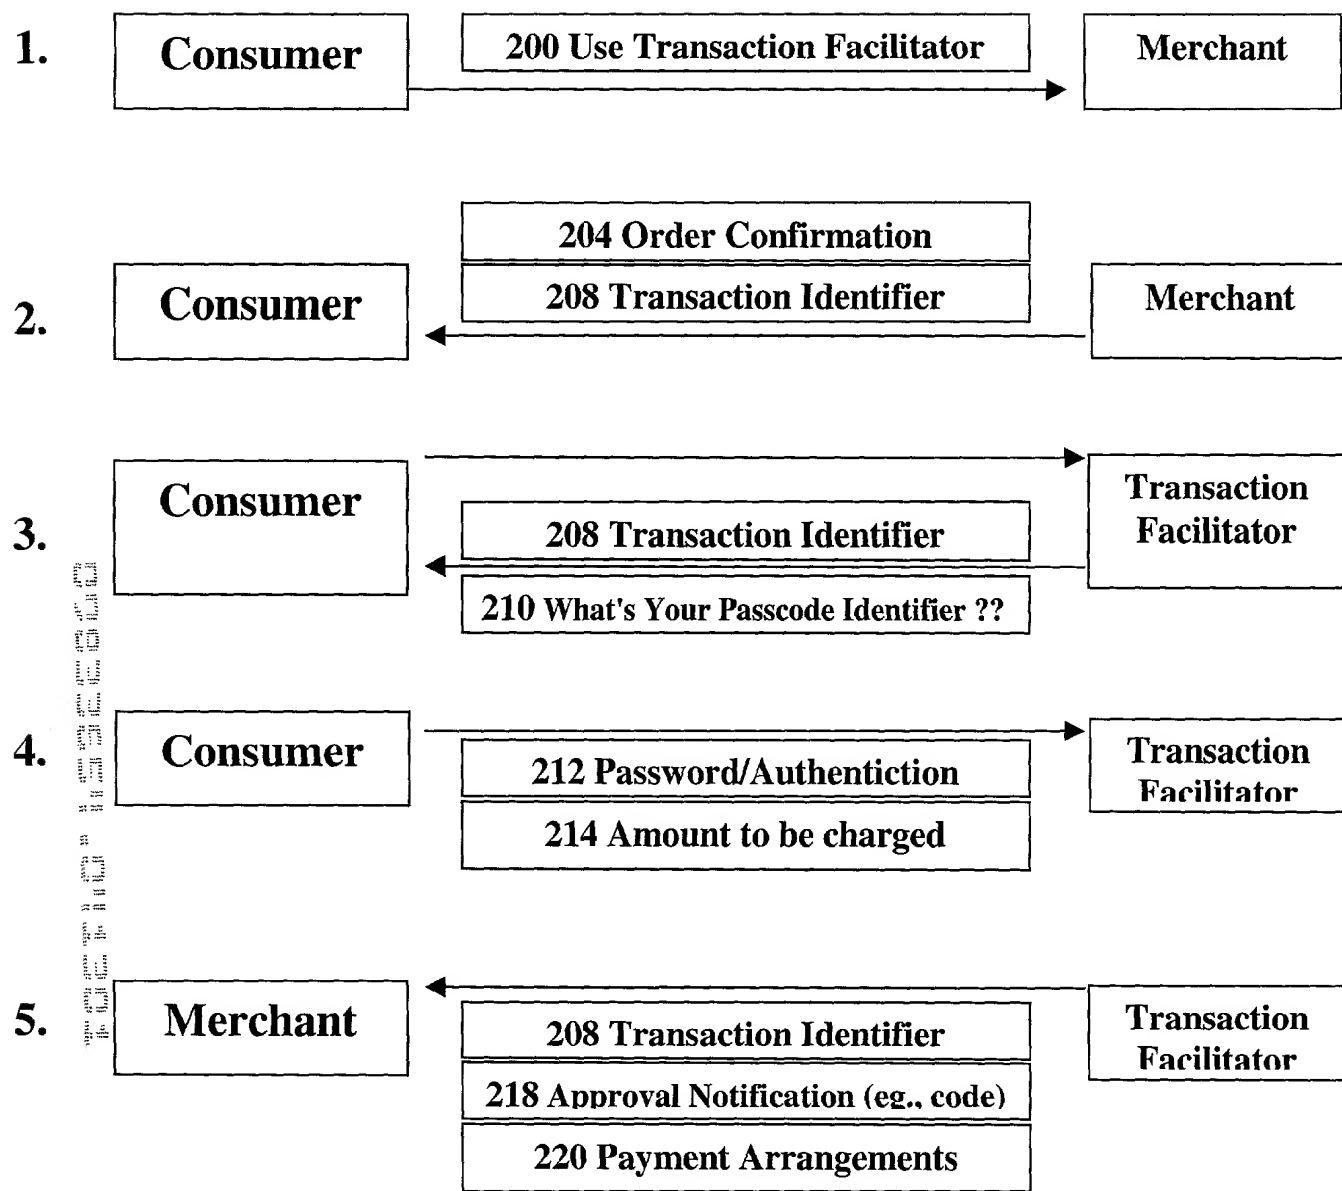 1.
Consumer
200 Use Transaction Facilitator
Merchant
204 Order Confirmation
2.
Consumer
208 Transaction Identifier
Merchant
3.
Consumer
208 Transaction Identifier
210 What's Your Passcode Identifier ??
Transaction
Facilitator
4.
Consumer
212 Password/Authentiction
214 Amount to be charged
Transaction
Facilitator
5.
Merchant
208 Transaction Identifier
218 Approval Notification (eg., code)
220 Payment Arrangements
Transaction
Facilitator